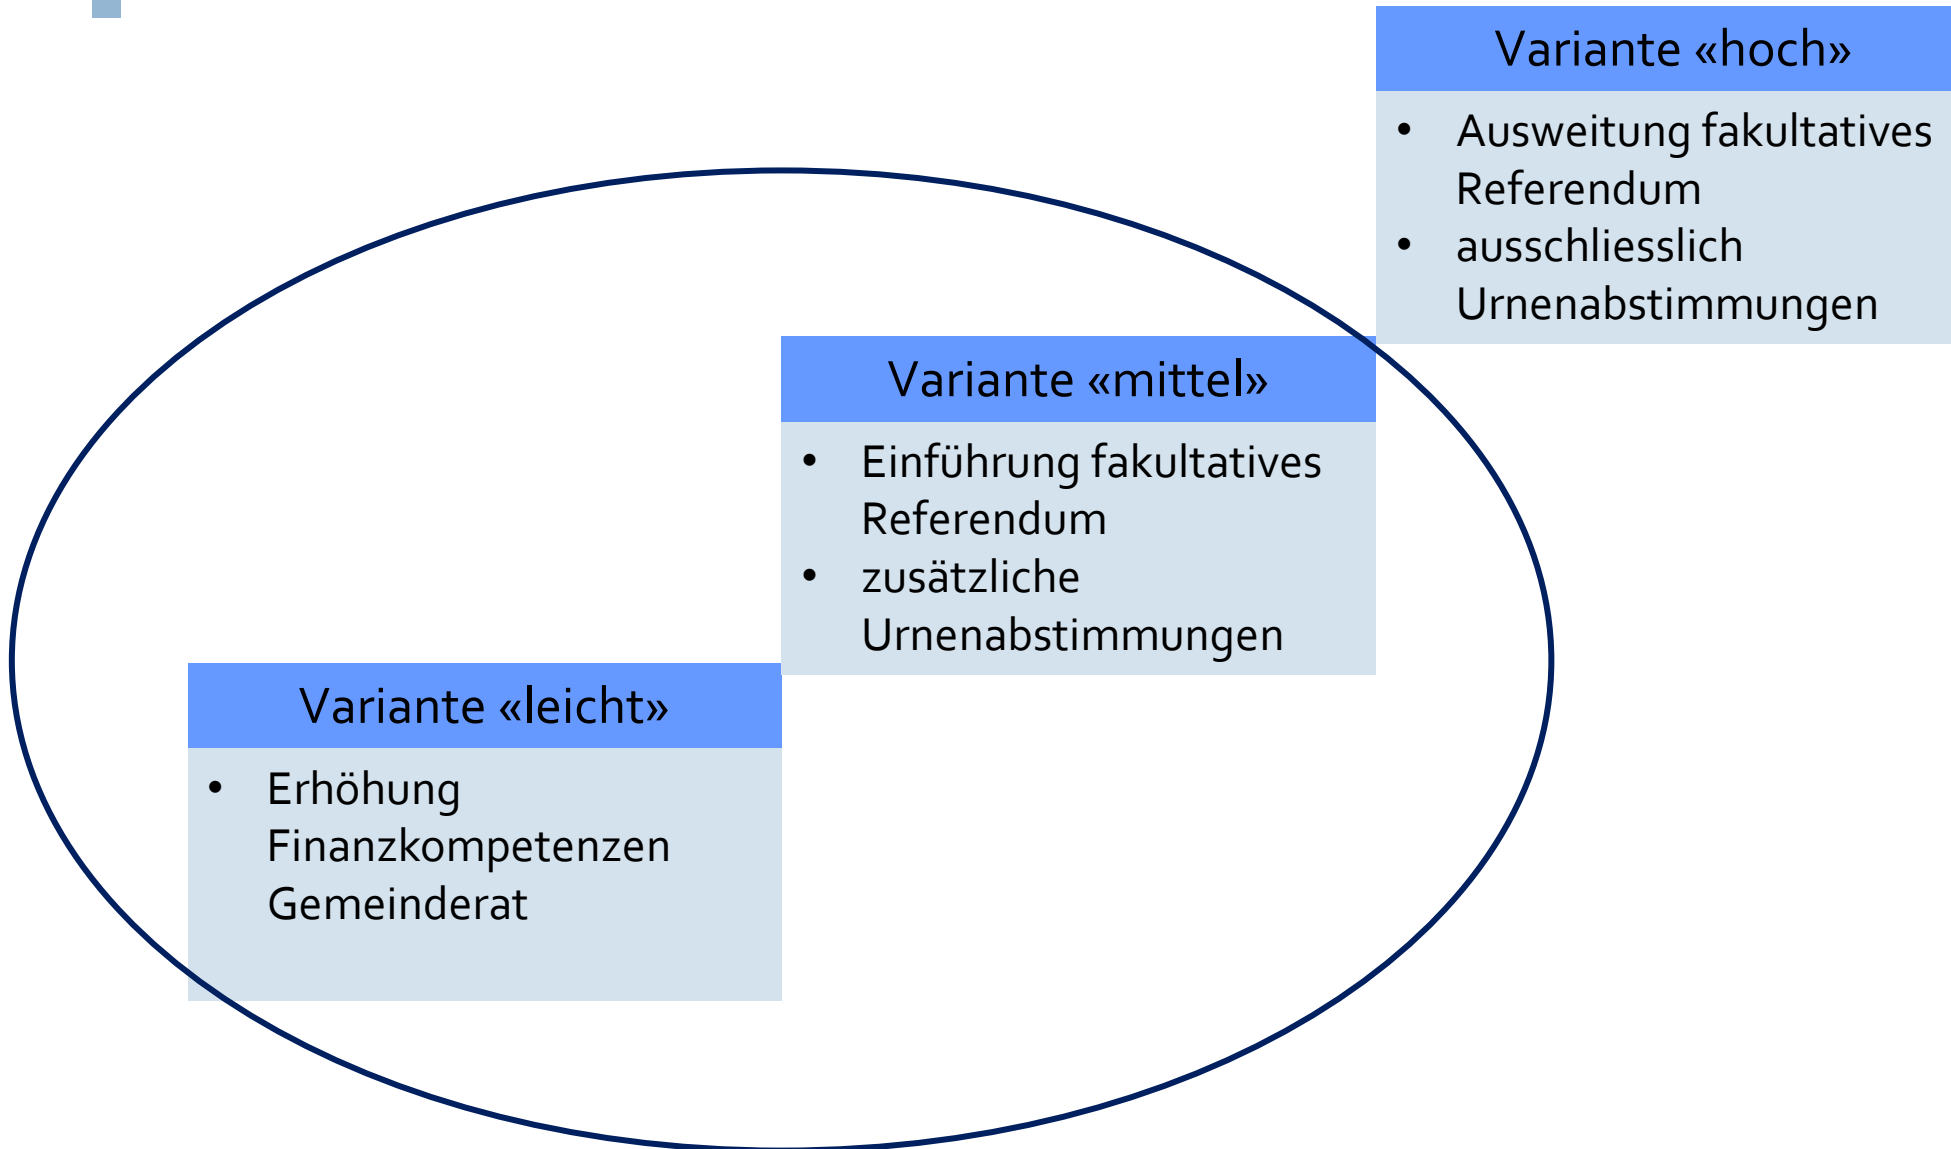 Variante «hoch»
• Ausweitung fakultatives
Referendum
• ausschliesslich
Urnenabstimmungen
Variante «mittel»
• Einführung fakultatives
Referendum
• zusätzliche
Urnenabstimmungen
Variante «leicht»
• Erhöhung
Finanzkompetenzen
Gemeinderat